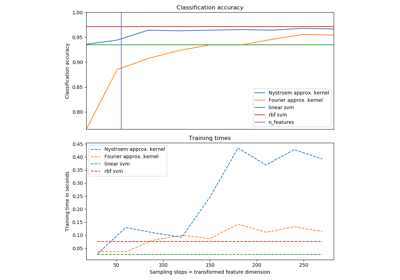 Classification accuracy
1.00
0.95
0.90
0.85
0.80
Classification accuracy
Nystroem approx. kernel
Fourier approx. kernel
linear svm
rbf svm
n_features
Training times
0.45
0.40
0.35
0.30
0.25
0.20
0.15
0.10
0.05
Training time in seconds
Nystroem approx. kernel
Fourier approx. kernel
linear svm
rbf svm
50
100
150
200
250
Sampling steps = transformed feature dimension